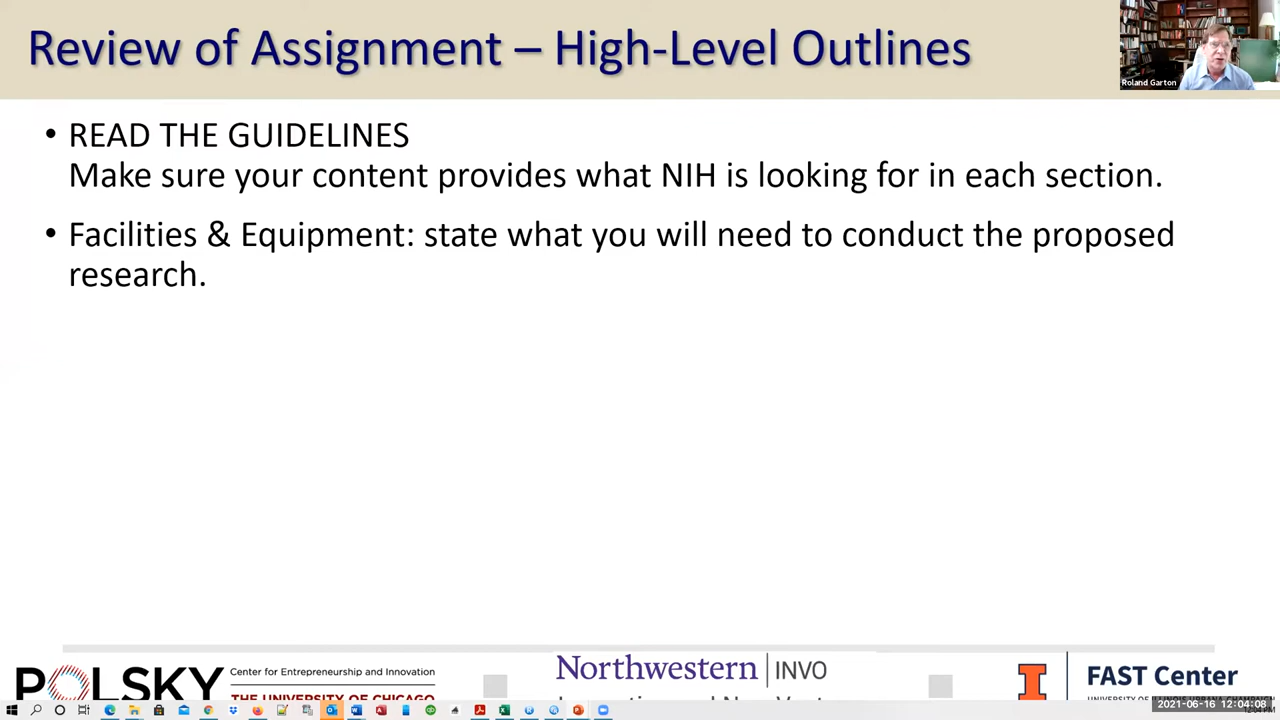 Review of Assignment – High-Level Outlines
Roland Garton
• READ THE GUIDELINES
Make sure your content provides what NIH is looking for in each section.
• Facilities & Equipment: state what you will need to conduct the proposed
research.
POLSKY
Center for Entrepreneurship and Innovation
THE UNIVERSITY OF CHICAGO
Northwestern | INVO
I
FAST Center
2021-06-16 12:04:08